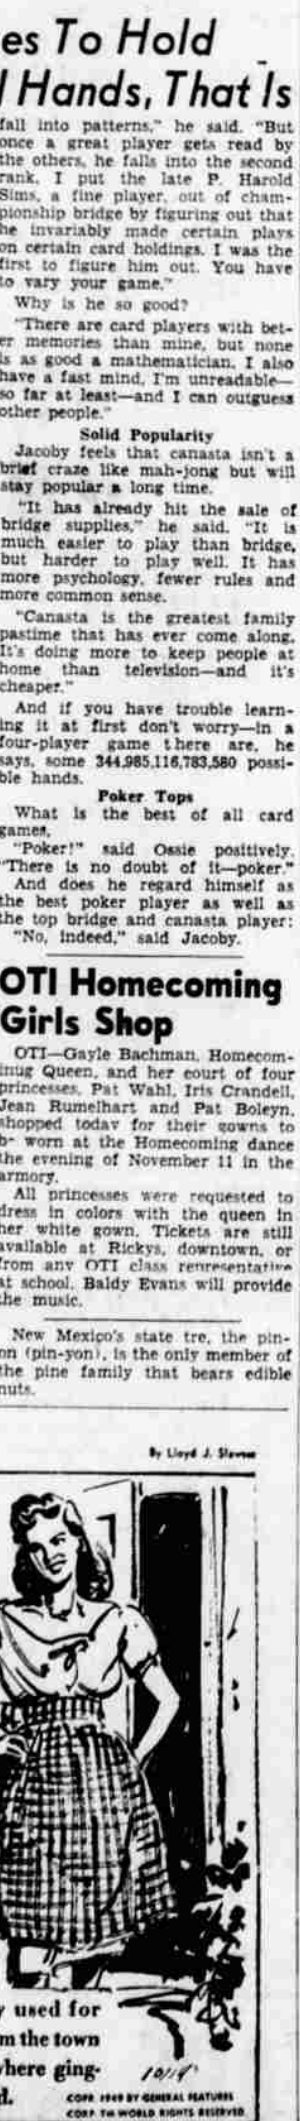 es To Hold
Hands, That Is
fall into patterns," he said. "But
once a great player gets read by
the others, he falls into the second
rank. I put the late P. Harold
Sims, a fine player, out of cham-
pionship bridge by figuring out that
he invariably made certain plays
on certain card holdings. I was the
first to figure him out. You have
to vary your game."
Why is he so good?
"There are card players with bet-
er memories than mine, but none
is as good a mathematician. I also
have a fast mind, I'm unreadable—
so far at least—and I can outguess
other people."
Solid Popularity
Jacoby feels that canasta isn't a
brief craze like mah-jong but will
stay popular a long time.
"It has already hit the sale of
bridge supplies," he said. "It is
much easier to play than bridge,
but harder to play well. It has
more psychology, fewer rules and
more common sense.
"Canasta is the greatest family
pastime that has ever come along.
It's doing more to keep people at
home than television—and it's
cheaper."
And if you have trouble learn-
ing it at first don't worry—in a
four-player game there are, he
says, some 344,985,116,783,580 possi-
ble hands.
Poker Tops
What is the best of all card
games.
"Poker!" said Ossie positively.
"There is no doubt of it—poker."
And does he regard himself as
the best poker player as well as
the top bridge and canasta player:
"No, indeed," said Jacoby.
OTI Homecoming
Girls Shop
OTI—Gayle Bachman, Homecom-
inug Queen, and her court of four
princesses, Pat Wahl, Iris Crandell,
Jean Rumelhart and Pat Boleyn,
shopped today for their gowns to
b- worn at the Homecoming dance
the evening of November 11 in the
armory.
All princesses were requested to
dress in colors with the queen in
her white gown. Tickets are still
available at Rickys, downtown, or
from any OTI class representative
at school. Baldy Evans will provide
the music.
New Mexico's state tre, the pin-
on (pin-yon), is the only member of
the pine family that bears edible
nuts.
By Lloyd J.
y used for
m the town
where ging-
d.
COPR 1949 BY GENERAL FEATURES
CORP. TM WORLD RIGHTS RESERVED